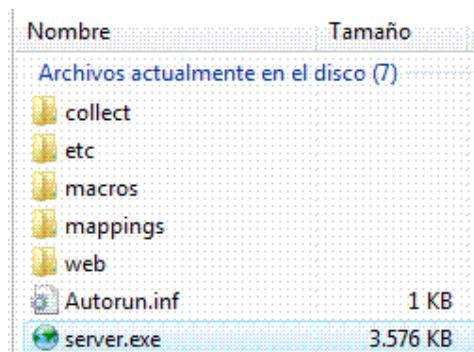 Nombre Tamaño
Archivos actualmente en el disco (7)
collect
etc
macros
mappings
web
Autorun.inf 1 KB
server.exe 3.576 KB